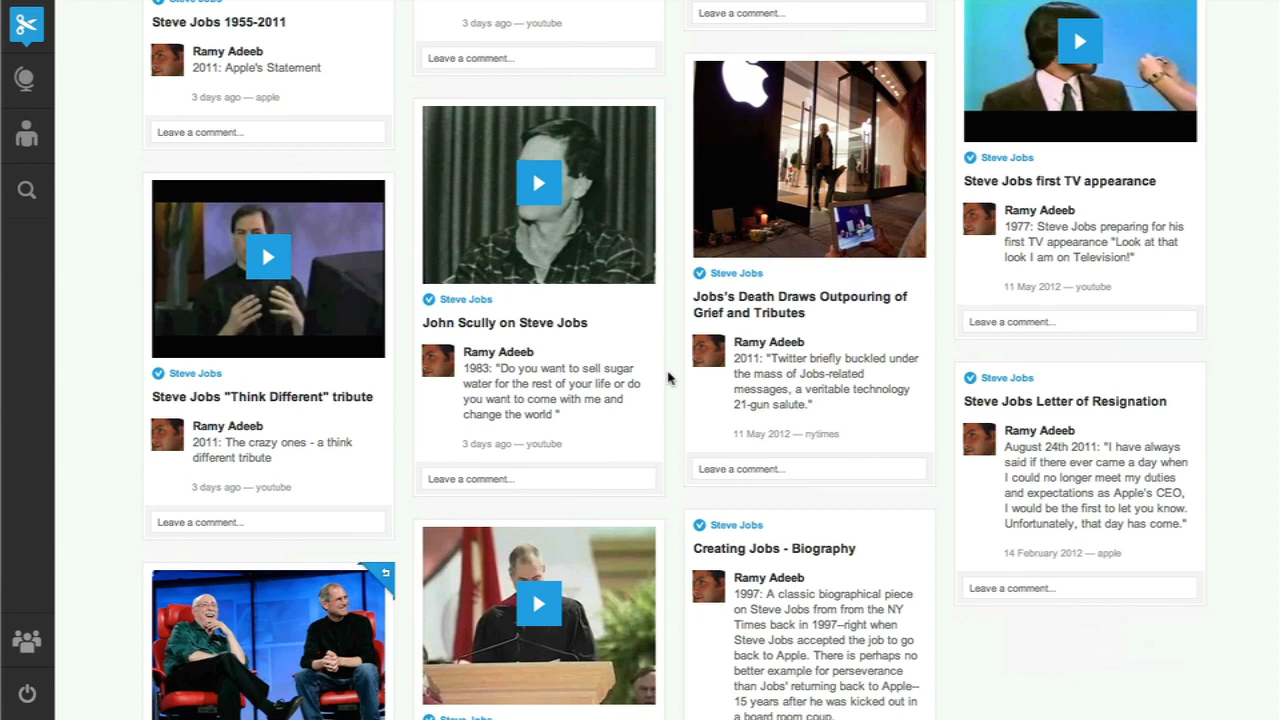 Steve Jobs
Steve Jobs 1955-2011
Ramy Adeeb
2011: Apple's Statement
3 days ago — apple
Leave a comment...
Steve Jobs
Steve Jobs "Think Different" tribute
Ramy Adeeb
2011: The crazy ones - a think
different tribute
3 days ago — youtube
Leave a comment...
3 days ago — youtube
Leave a comment...
Steve Jobs
John Scully on Steve Jobs
Ramy Adeeb
1983: "Do you want to sell sugar
water for the rest of your life or do
you want to come with me and
change the world "
3 days ago — youtube
Leave a comment...
Steve Jobs
Leave a comment...
Steve Jobs
Jobs's Death Draws Outpouring of
Grief and Tributes
Ramy Adeeb
2011: "Twitter briefly buckled under
the mass of Jobs-related
messages, a veritable technology
21-gun salute."
11 May 2012 — nytimes
Leave a comment...
Steve Jobs
Creating Jobs - Biography
Ramy Adeeb
1997: A classic biographical piece
on Steve Jobs from from the NY
Times back in 1997--right when
Steve Jobs accepted the job to go
back to Apple. There is perhaps no
better example for perseverance
than Jobs' returning back to Apple--
15 years after he was kicked out in
a board room coup.
Steve Jobs
Steve Jobs first TV appearance
Ramy Adeeb
1977: Steve Jobs preparing for his
first TV appearance "Look at that
look I am on Television!"
11 May 2012 — youtube
Leave a comment...
Steve Jobs
Steve Jobs Letter of Resignation
Ramy Adeeb
August 24th 2011: "I have always
said if there ever came a day when
I could no longer meet my duties
and expectations as Apple's CEO,
I would be the first to let you know.
Unfortunately, that day has come."
14 February 2012 — apple
Leave a comment...